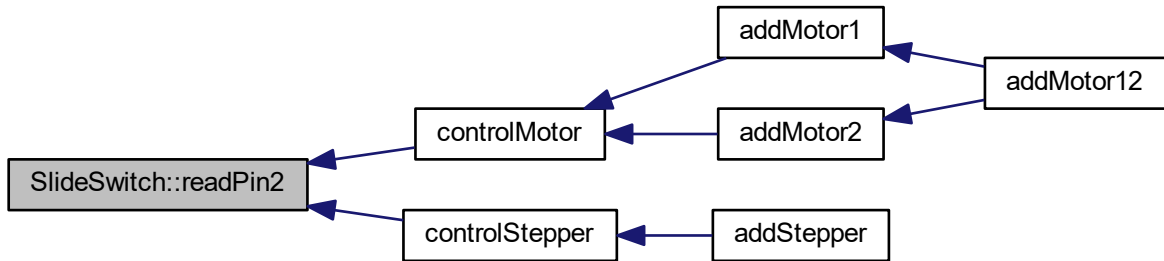 SlideSwitch::readPin2
controlMotor
addMotor1
addMotor12
addMotor2
controlStepper
addStepper